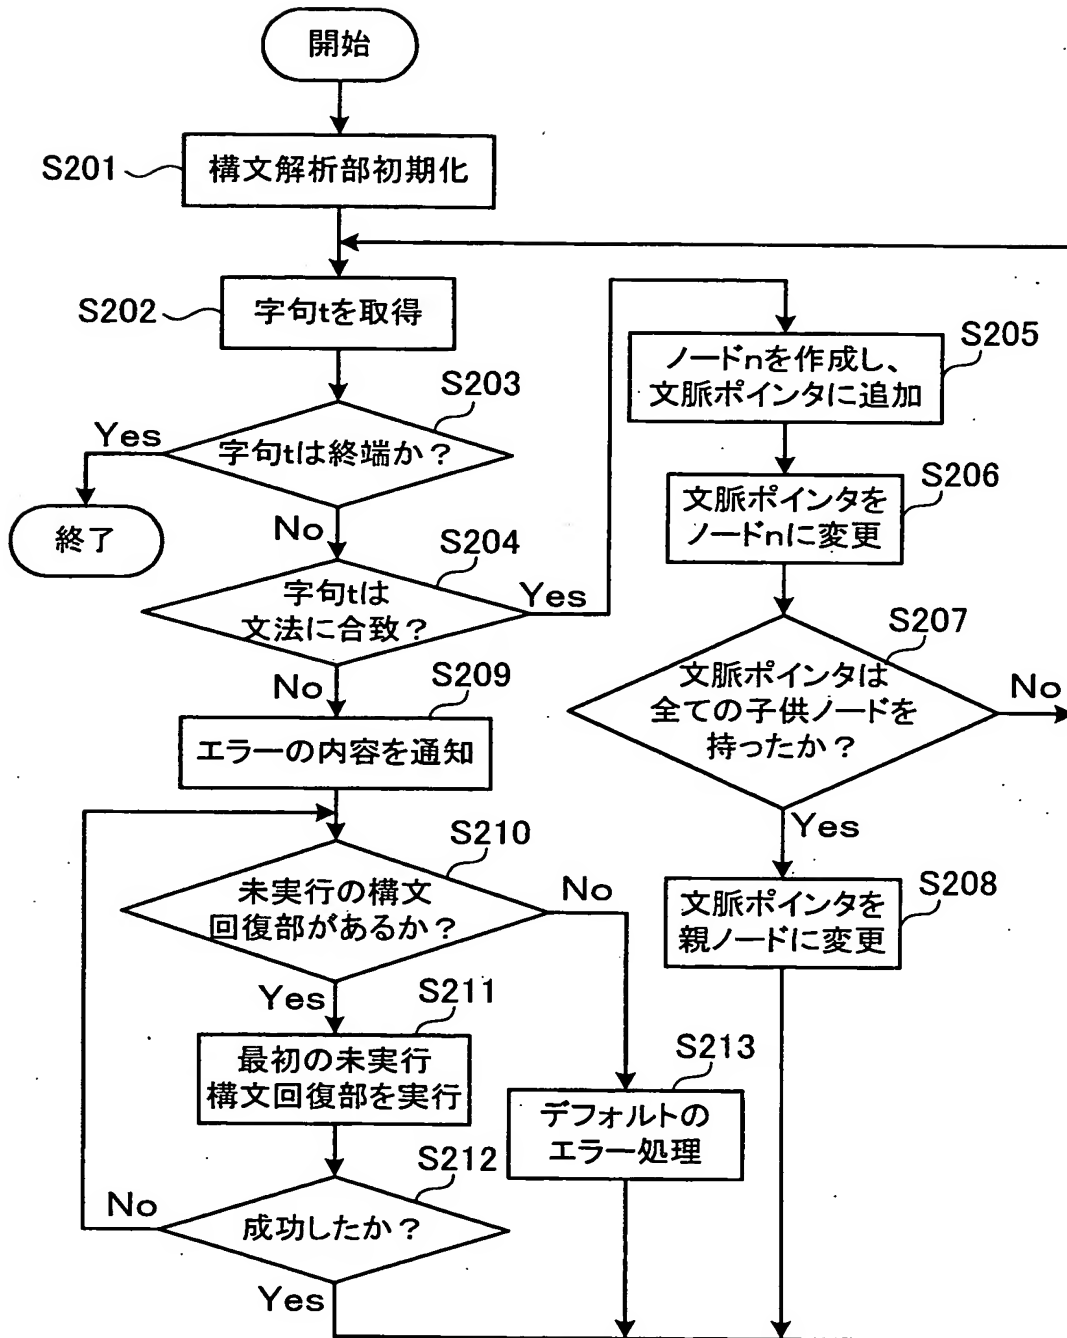 開始
S201
構文解析部初期化
S202
字句tを取得
S203
字句tは終端か?
Yes
No
終了
S204
字句tは
文法に合致?
Yes
No
S205
ノードnを作成し、
文脈ポインタに追加
S206
文脈ポインタを
ノードnに変更
S207
文脈ポインタは
全ての子供ノードを
持ったか?
No
Yes
S208
文脈ポインタを
親ノードに変更
S209
エラーの内容を通知
S210
未実行の構文
回復部があるか?
No
Yes
S211
最初の未実行
構文回復部を実行
S212
成功したか?
No
Yes
S213
デフォルトの
エラー処理